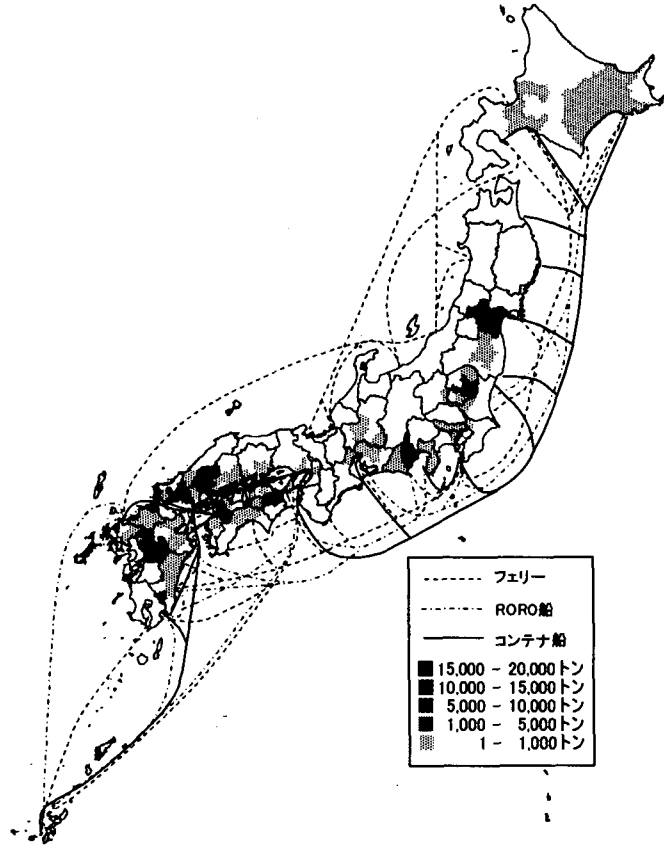 フェリー
RORO船
コンテナ船
15,000 - 20,000トン
10,000 - 15,000トン
5,000 - 10,000トン
1,000 - 5,000トン
1 - 1,000トン